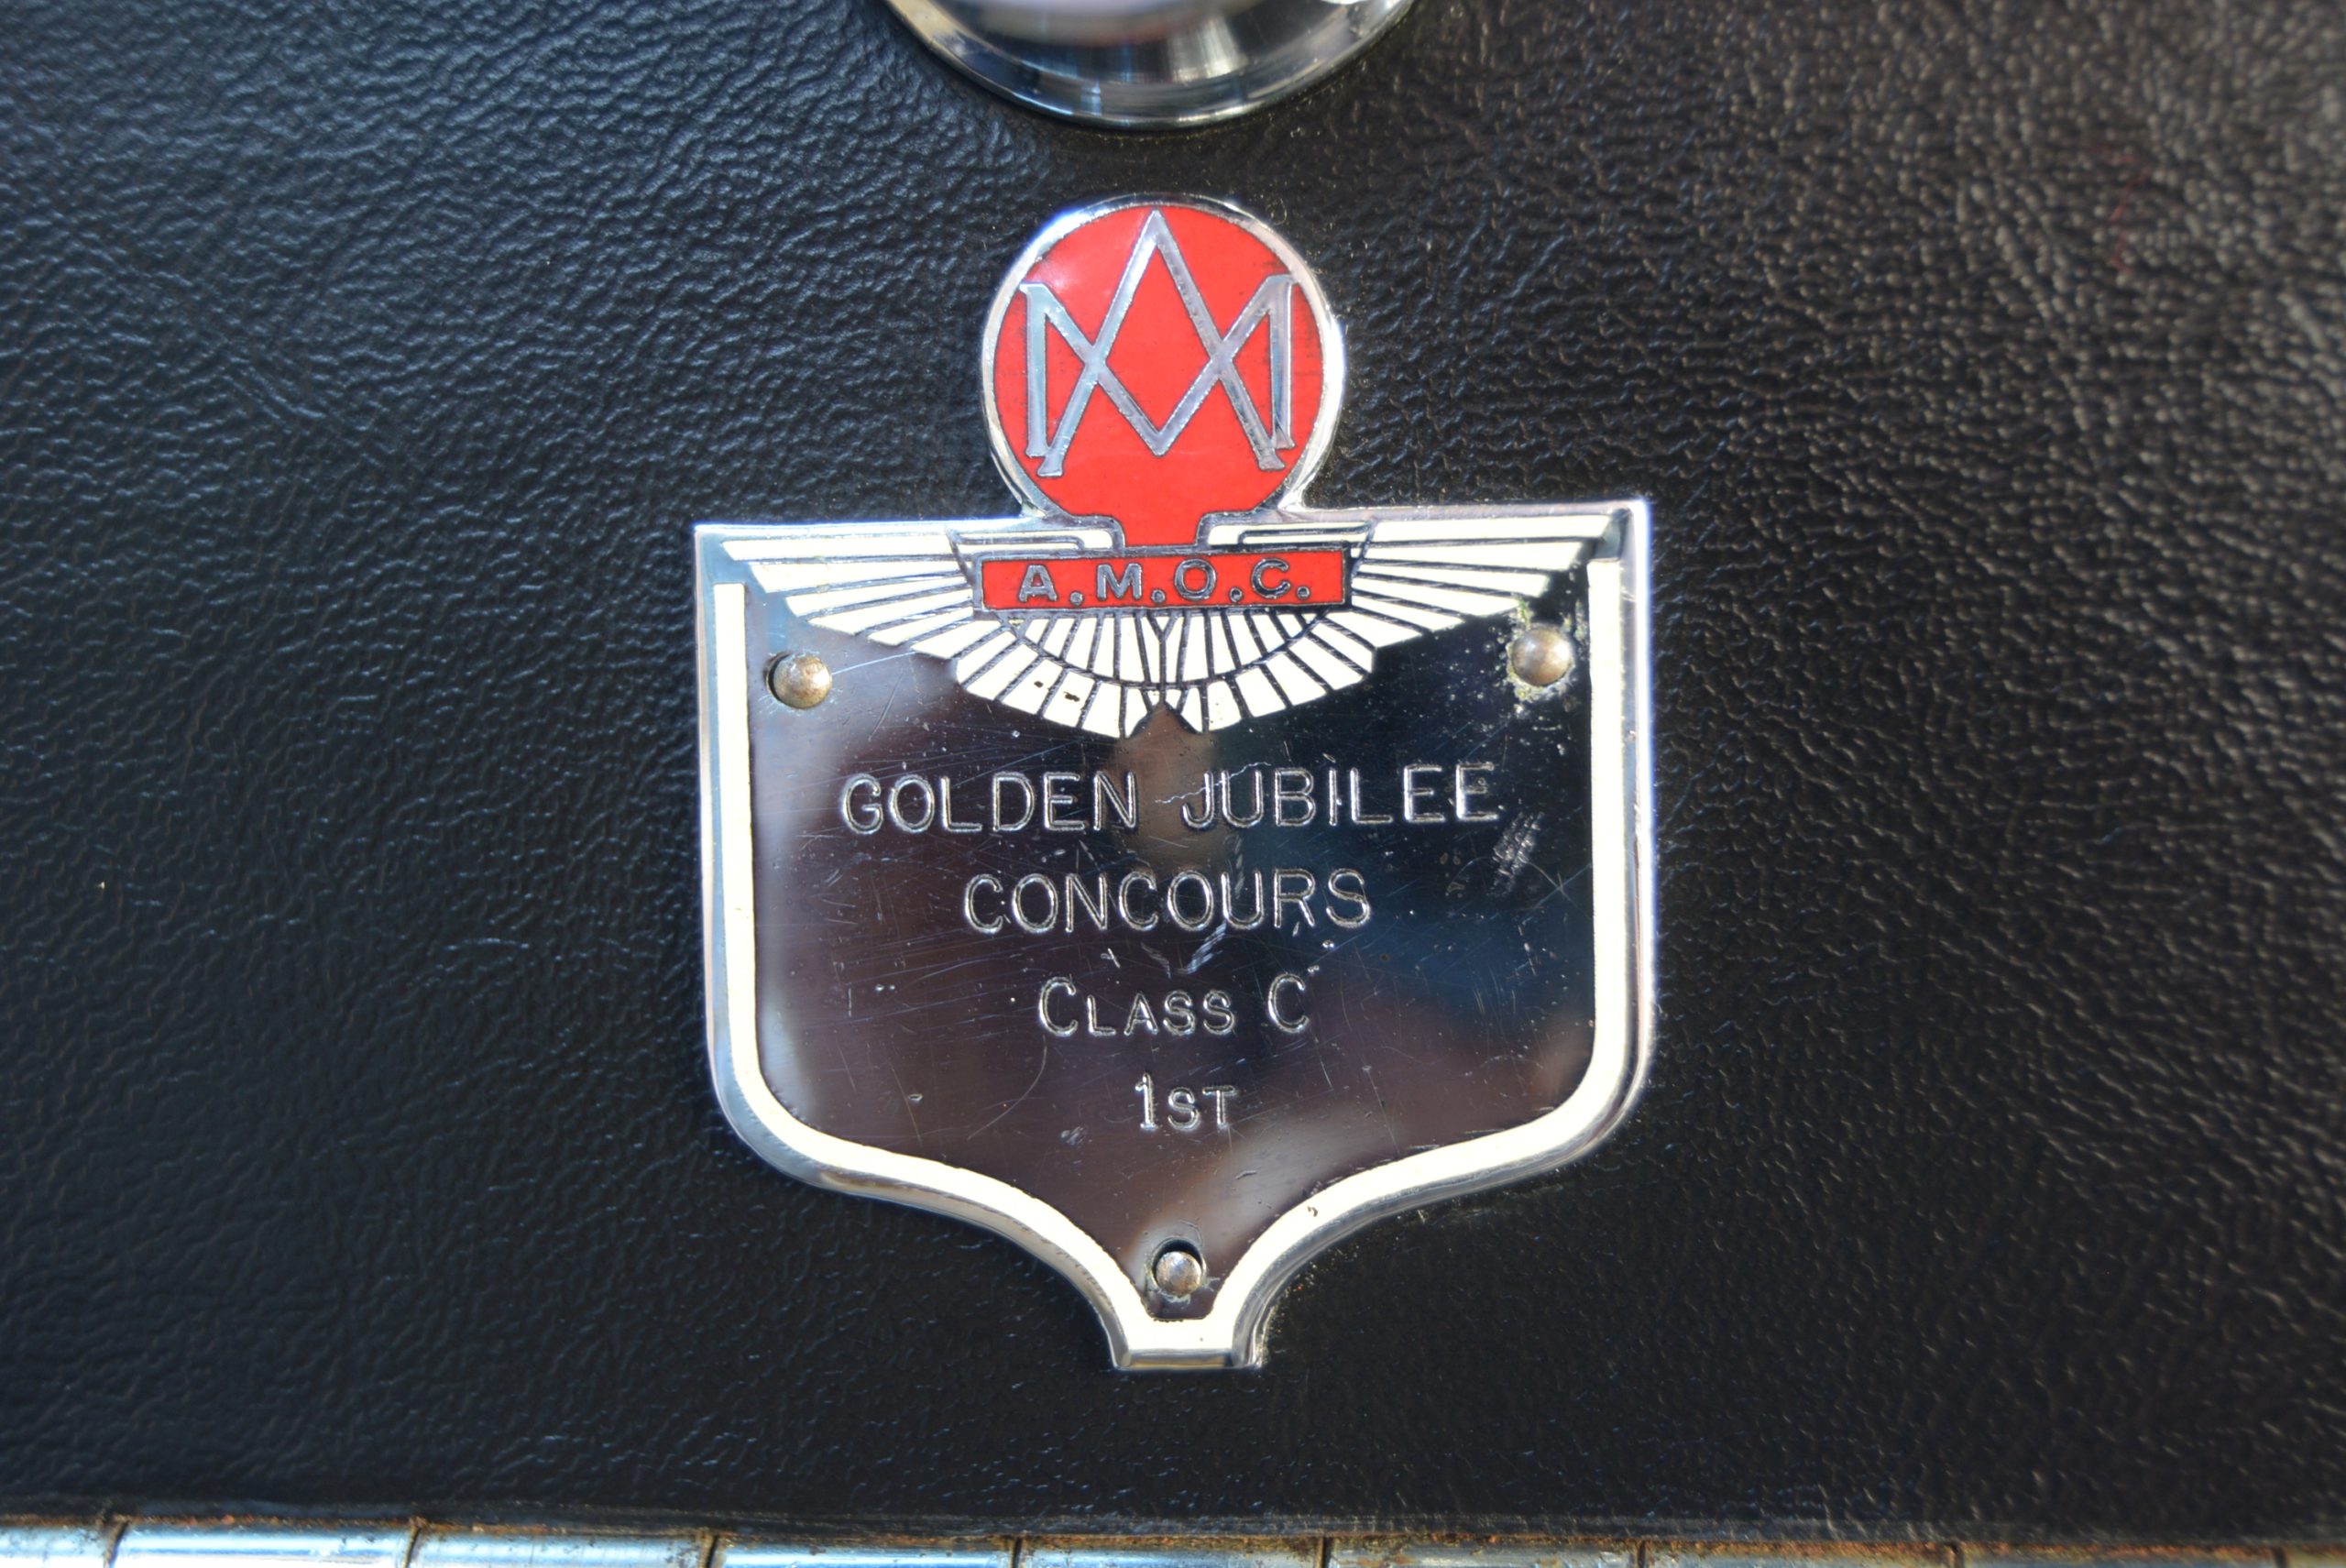 AM
A.M.O.C.
GOLDEN JUBILEE
CONCOURS
CLASS C
1ST